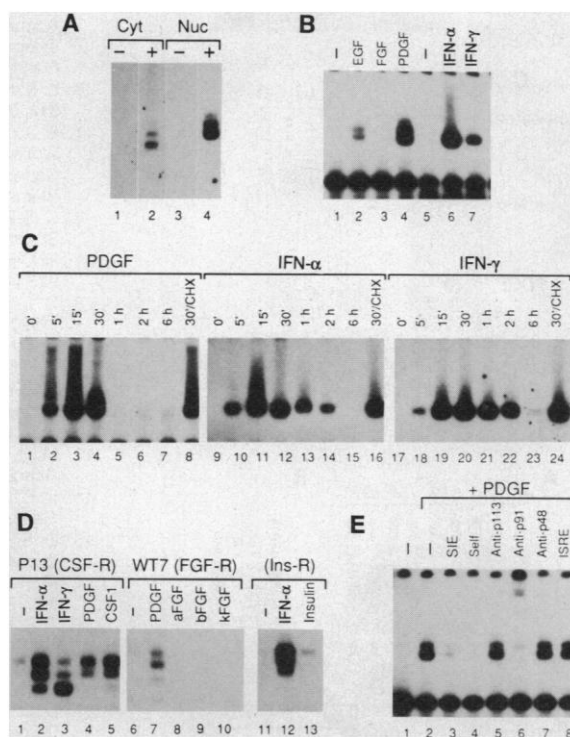 A
Cyt Nuc
− + − +
1 2 3 4
B
− EGF FGF PDGF − IFN-α IFN-γ
1 2 3 4 5 6 7
C
PDGF IFN-α IFN-γ
0' 5' 15' 30' 1 h 2 h 6 h 30'/CHX 0' 5' 15' 30' 1 h 2 h 6 h 30'/CHX 0' 5' 15' 30' 1 h 2 h 6 h 30'/CHX
1 2 3 4 5 6 7 8 9 10 11 12 13 14 15 16 17 18 19 20 21 22 23 24
D
P13 (CSF-R) WT7 (FGF-R) (Ins-R)
− IFN-α IFN-γ PDGF CSF1 − PDGF aFGF bFGF kFGF − IFN-α Insulin
1 2 3 4 5 6 7 8 9 10 11 12 13
E
+ PDGF
− − SIE Self Anti-p113 Anti-p91 Anti-p48 ISRE
1 2 3 4 5 6 7 8